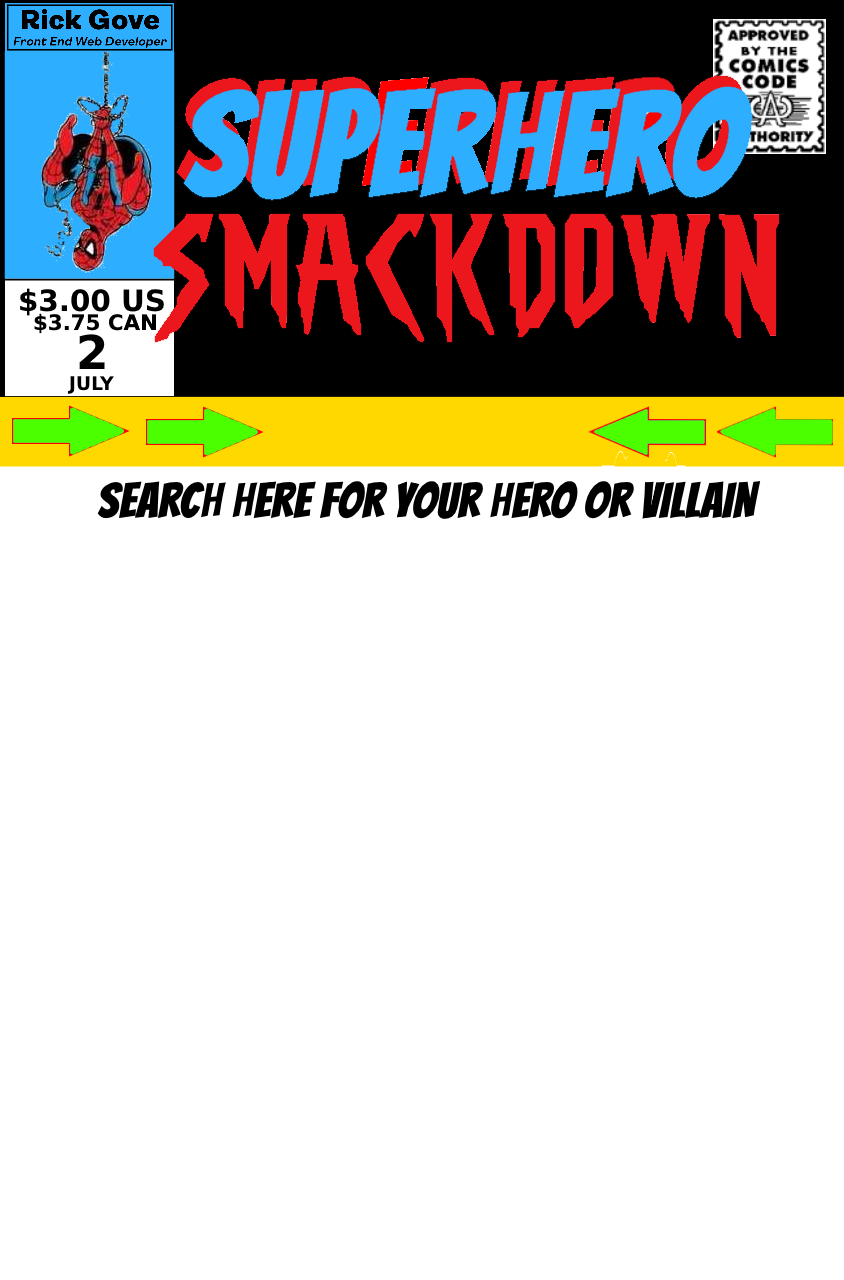 Rick Gove
Front End Web Developer
APPROVED
BY THE
COMICS
CODE
THORITY
SUPERHERO
SMACKDOWN
$3.00 US
$3.75 CAN
2
JULY
SEARCH HERE FOR YOUR HERO OR VILLAIN